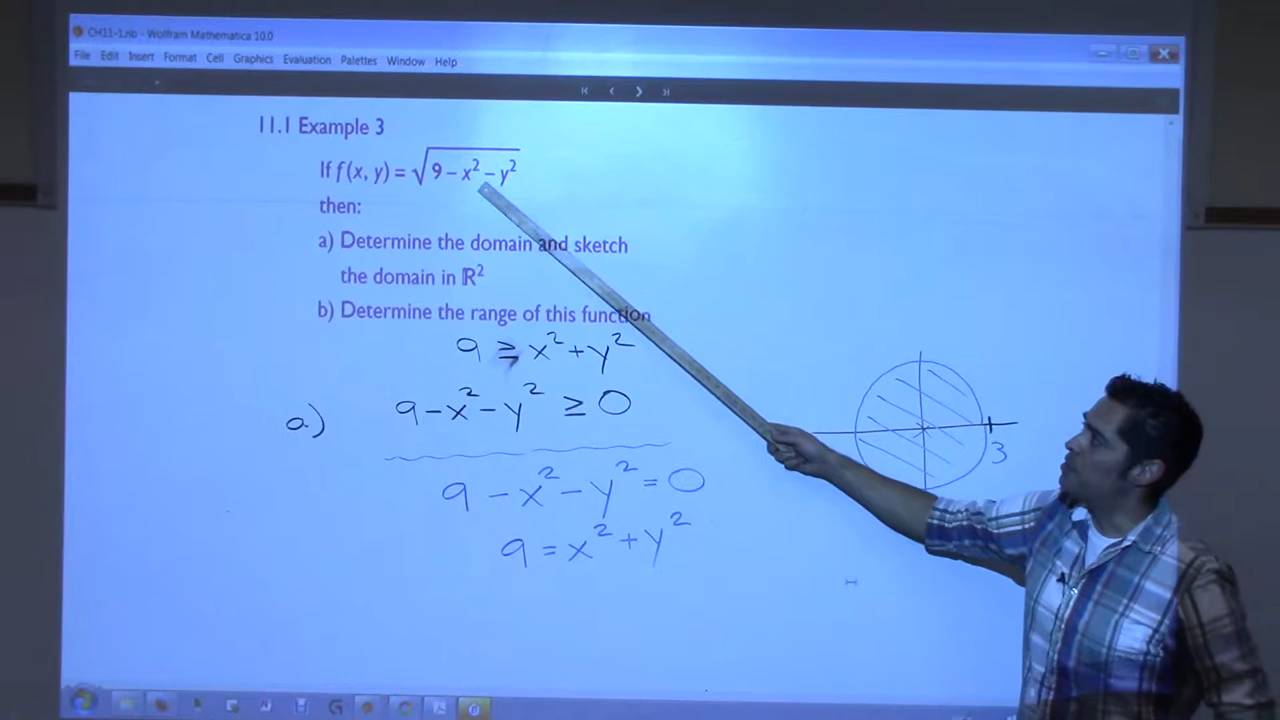 CH11-1.nb - Wolfram Mathematica 10.0
File Edit Insert Format Cell Graphics Evaluation Palettes Window Help
11.1 Example 3
If f(x, y) = √(9 – x² – y²)
then:
a) Determine the domain and sketch
the domain in ℝ²
b) Determine the range of this function
9 ≥ x² + y²
a) 9 – x² – y² ≥ 0
9 – x² – y² = 0
9 = x² + y²
3